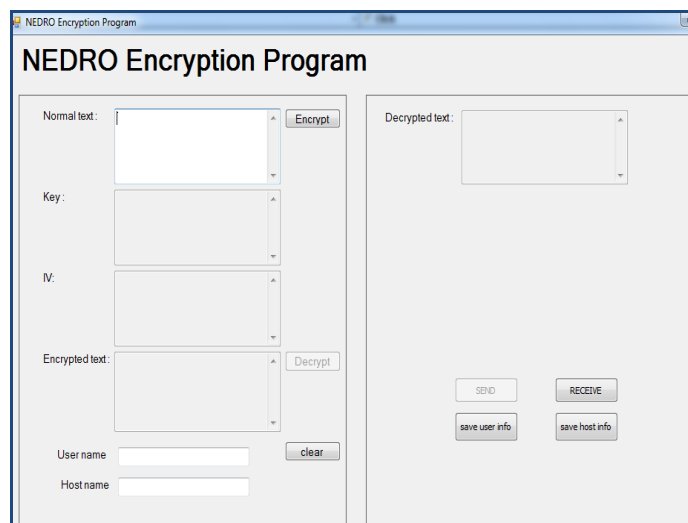 NEDRO Encryption Program
NEDRO Encryption Program
Normal text :
Encrypt
Key :
IV:
Encrypted text :
Decrypt
User name
clear
Host name
Decrypted text :
SEND
RECEIVE
save user info
save host info